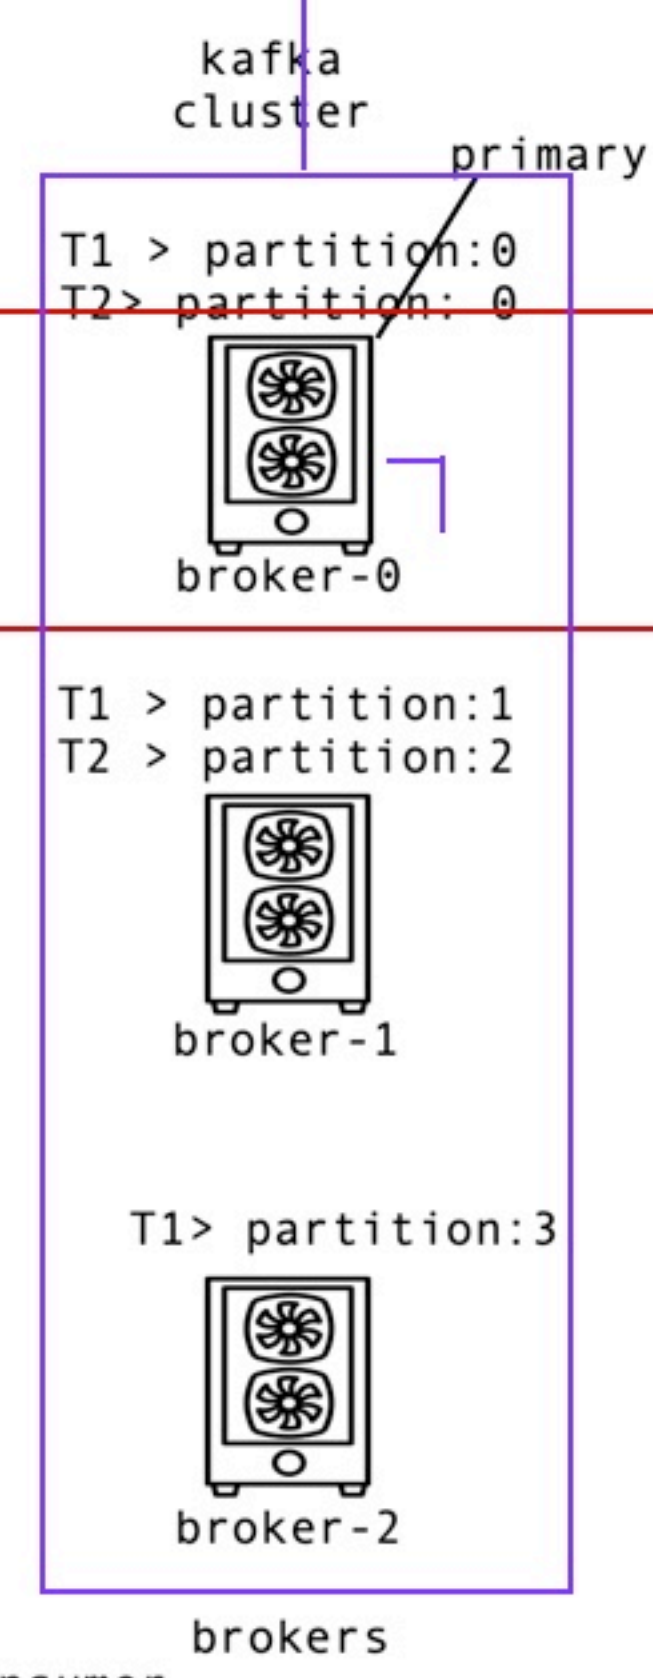 kafka
cluster
primary
T1 > partition:0
T2> partition: 0
broker-0
T1 > partition:1
T2 > partition:2
broker-1
T1> partition:3
broker-2
brokers